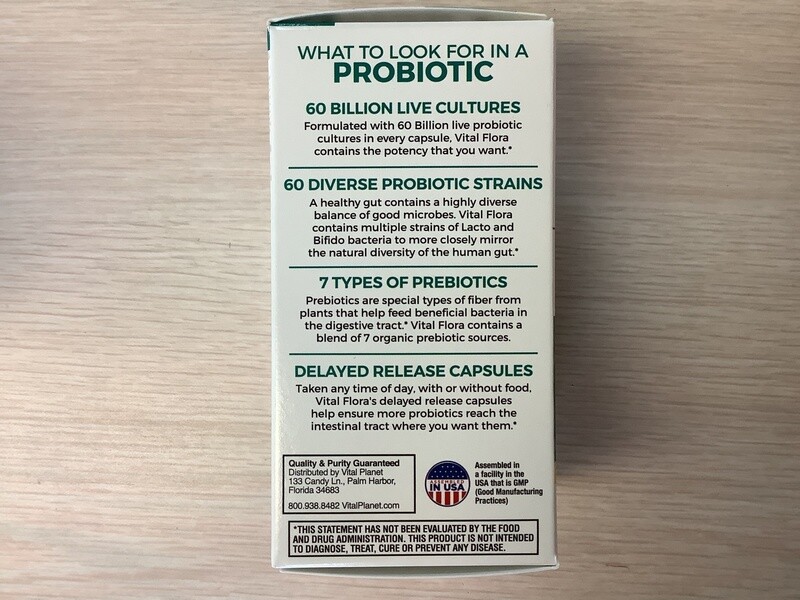 WHAT TO LOOK FOR IN A
PROBIOTIC
60 BILLION LIVE CULTURES
Formulated with 60 Billion live probiotic
cultures in every capsule, Vital Flora
contains the potency that you want.*
60 DIVERSE PROBIOTIC STRAINS
A healthy gut contains a highly diverse
balance of good microbes. Vital Flora
contains multiple strains of Lacto and
Bifido bacteria to more closely mirror
the natural diversity of the human gut.*
7 TYPES OF PREBIOTICS
Prebiotics are special types of fiber from
plants that help feed beneficial bacteria in
the digestive tract.* Vital Flora contains a
blend of 7 organic prebiotic sources.
DELAYED RELEASE CAPSULES
Taken any time of day, with or without food,
Vital Flora's delayed release capsules
help ensure more probiotics reach the
intestinal tract where you want them.*
Quality & Purity Guaranteed
Distributed by Vital Planet
133 Candy Ln., Palm Harbor,
Florida 34683
800.938.8482 VitalPlanet.com
ASSEMBLED
IN USA
Assembled in
a facility in the
USA that is GMP
(Good Manufacturing
Practices)
*THIS STATEMENT HAS NOT BEEN EVALUATED BY THE FOOD
AND DRUG ADMINISTRATION. THIS PRODUCT IS NOT INTENDED
TO DIAGNOSE, TREAT, CURE OR PREVENT ANY DISEASE.